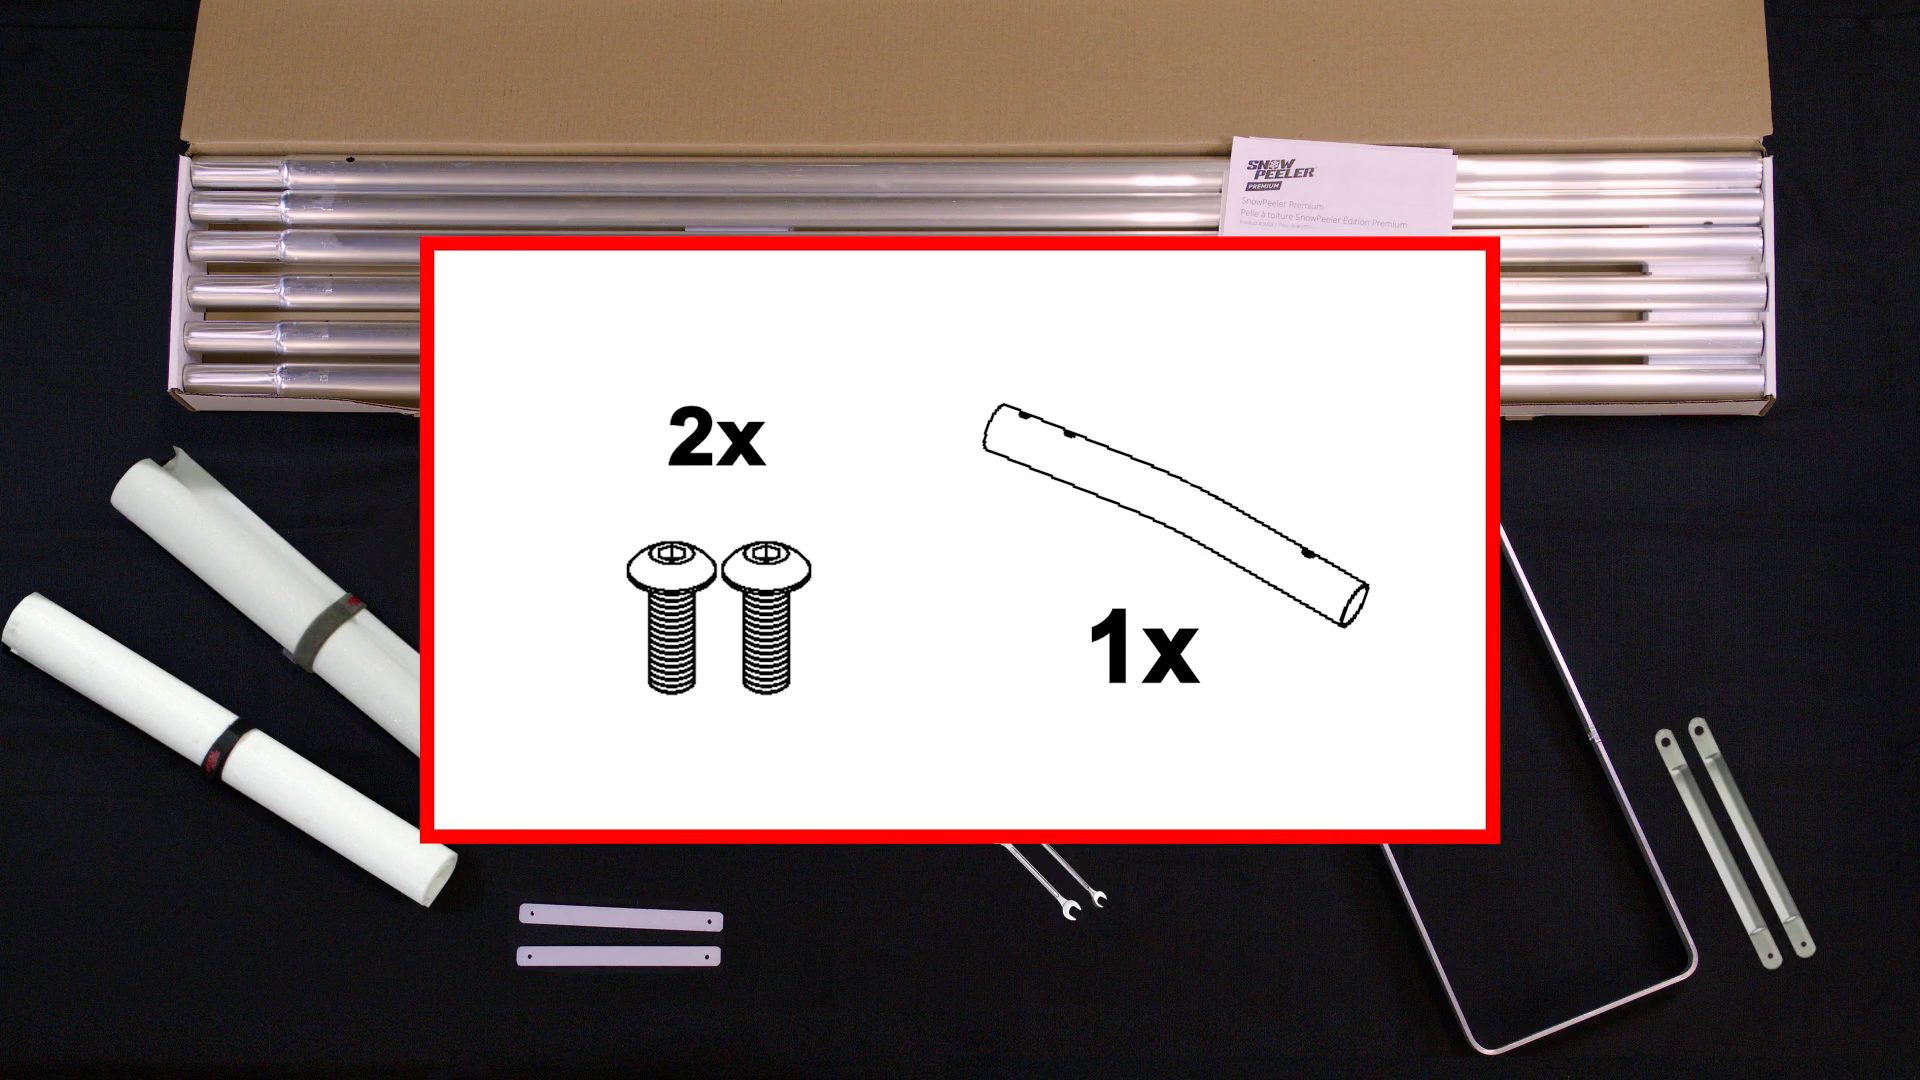 SNOW
PEELER
PREMIUM
SnowPeeler Premium
Pelle à toiture SnowPeeler Édition Premium
2x
1x